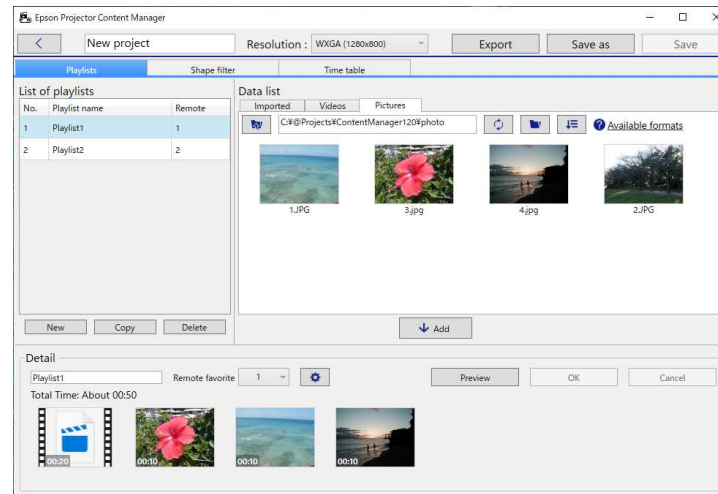 Epson Projector Content Manager
New project
Resolution : WXGA (1280x800)
Export
Save as
Save
Playlists
Shape filter
Time table
List of playlists
No. Playlist name Remote
1 Playlist1 1
2 Playlist2 2
New Copy Delete
Data list
Imported Videos Pictures
C:¥@Projects¥ContentManager120¥photo
Available formats
1.JPG 3.jpg 4.jpg 2.JPG
Add
Detail
Playlist1 Remote favorite 1 Preview OK Cancel
Total Time: About 00:50
00:20 00:10 00:10 00:10